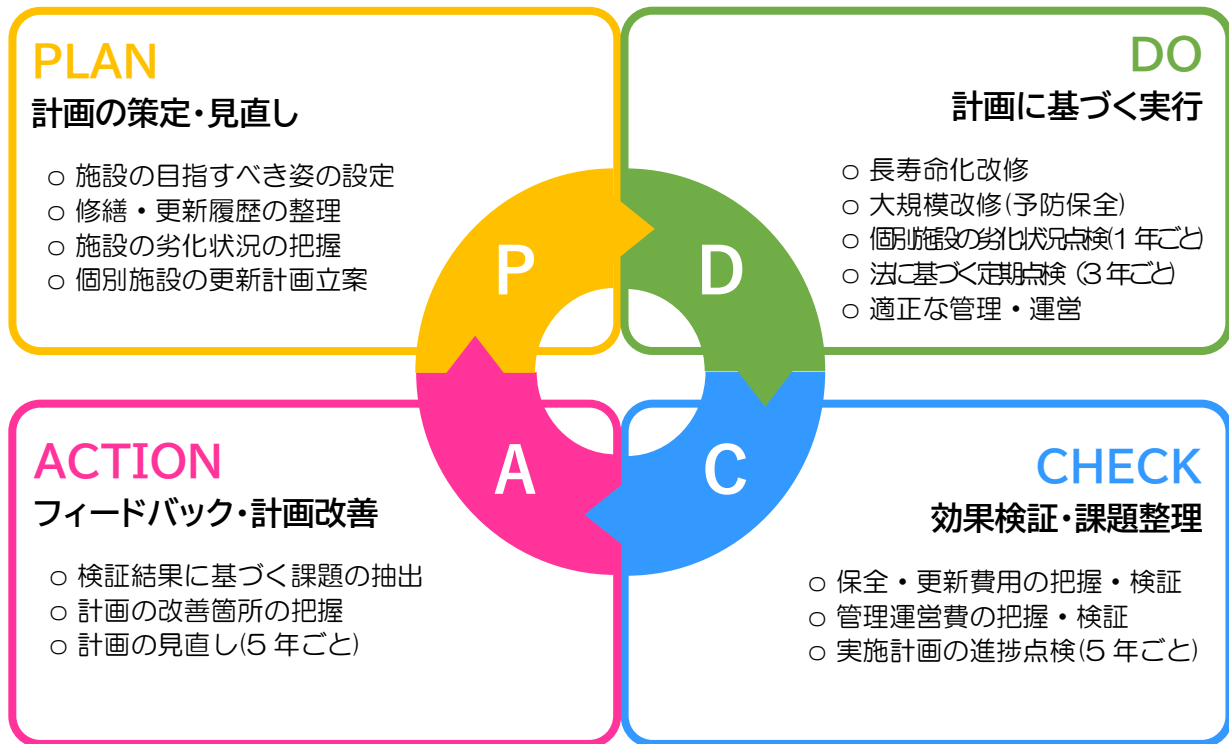 PLAN
計画の策定・見直し
○ 施設の目指すべき姿の設定
○ 修繕・更新履歴の整理
○ 施設の劣化状況の把握
○ 個別施設の更新計画立案
DO
計画に基づく実行
○ 長寿命化改修
○ 大規模改修(予防保全)
○ 個別施設の劣化状況点検(1年ごと)
○ 法に基づく定期点検 (3年ごと)
○ 適正な管理・運営
P
D
A
C
ACTION
フィードバック・計画改善
○ 検証結果に基づく課題の抽出
○ 計画の改善箇所の把握
○ 計画の見直し(5年ごと)
CHECK
効果検証・課題整理
○ 保全・更新費用の把握・検証
○ 管理運営費の把握・検証
○ 実施計画の進捗点検(5年ごと)